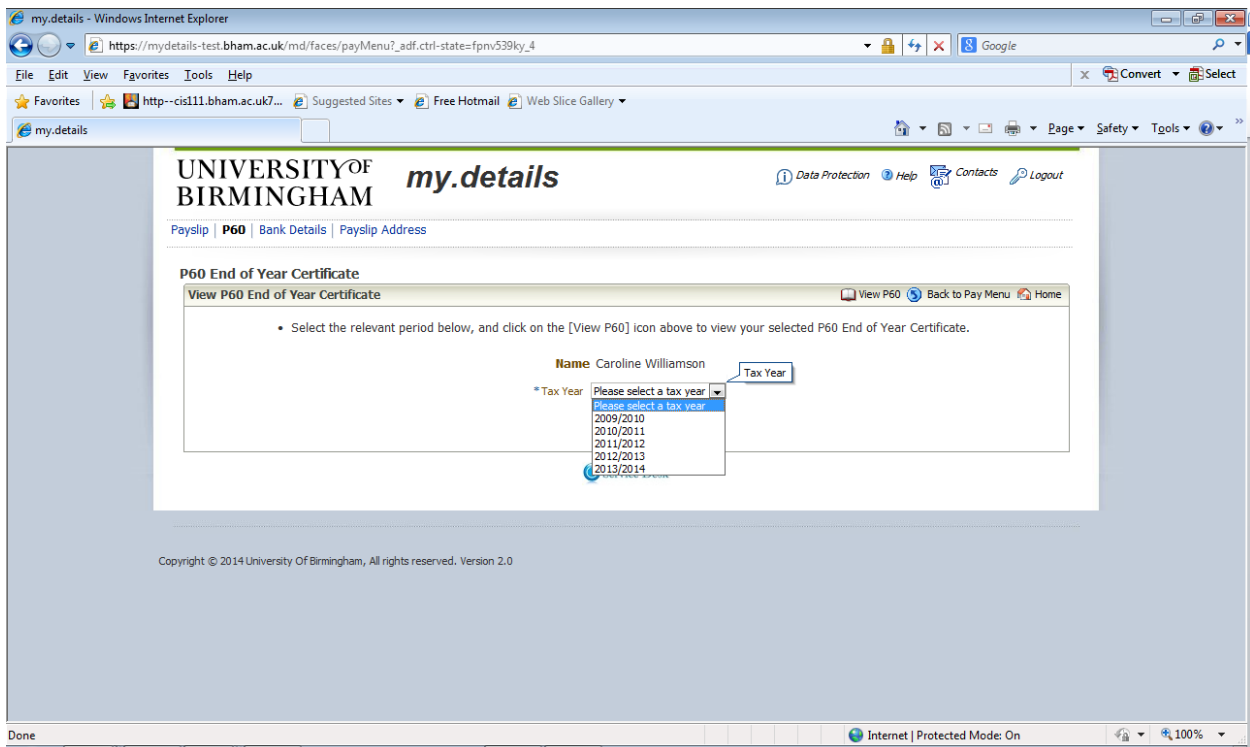 my.details - Windows Internet Explorer
https://mydetails-test.bham.ac.uk/md/faces/payMenu?_adf.ctrl-state=fpnv539ky_4
Google
File Edit View Favorites Tools Help
x Convert Select
Favorites http--cis111.bham.ac.uk7... Suggested Sites Free Hotmail Web Slice Gallery
my.details
Page Safety Tools
UNIVERSITY OF
BIRMINGHAM
my.details
Data Protection Help Contacts Logout
Payslip | P60 | Bank Details | Payslip Address
P60 End of Year Certificate
View P60 End of Year Certificate
View P60 Back to Pay Menu Home
• Select the relevant period below, and click on the [View P60] icon above to view your selected P60 End of Year Certificate.
Name Caroline Williamson
Tax Year
* Tax Year Please select a tax year
Please select a tax year
2009/2010
2010/2011
2011/2012
2012/2013
2013/2014
Copyright © 2014 University Of Birmingham, All rights reserved. Version 2.0
Done
Internet | Protected Mode: On
100%